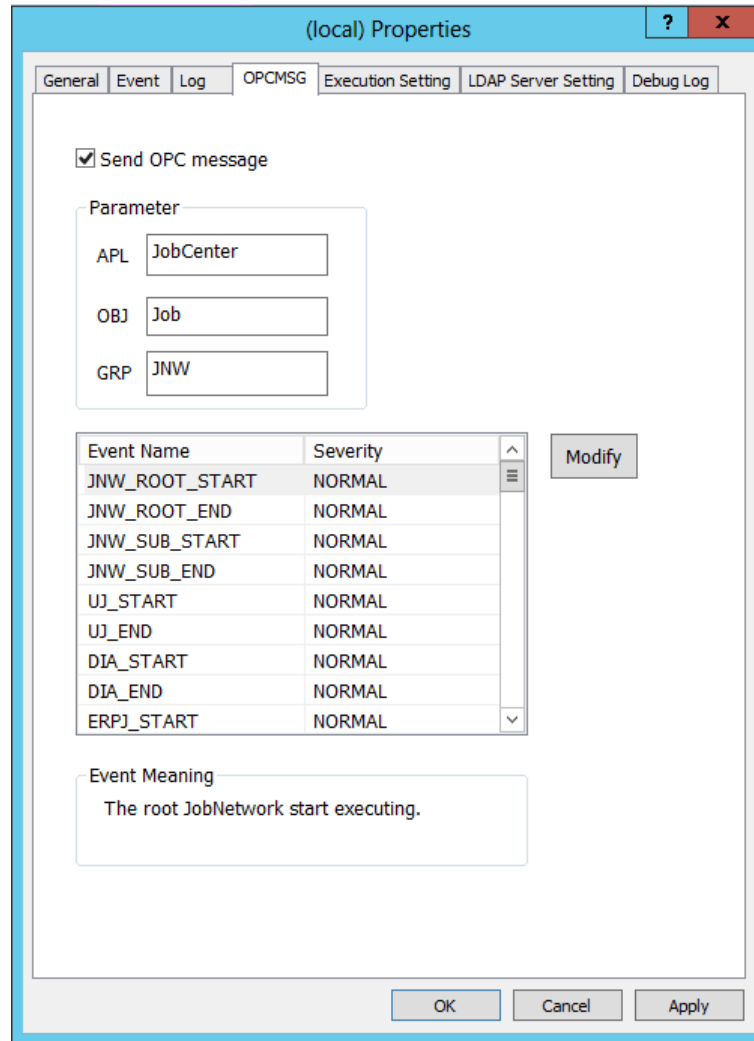 (local) Properties
? x
General Event Log OPCMSG Execution Setting LDAP Server Setting Debug Log
Send OPC message
Parameter
APL JobCenter
OBJ Job
GRP JNW
Event Name Severity
Modify
JNW_ROOT_START NORMAL
JNW_ROOT_END NORMAL
JNW_SUB_START NORMAL
JNW_SUB_END NORMAL
UJ_START NORMAL
UJ_END NORMAL
DIA_START NORMAL
DIA_END NORMAL
ERPJ_START NORMAL
Event Meaning
The root JobNetwork start executing.
OK Cancel Apply